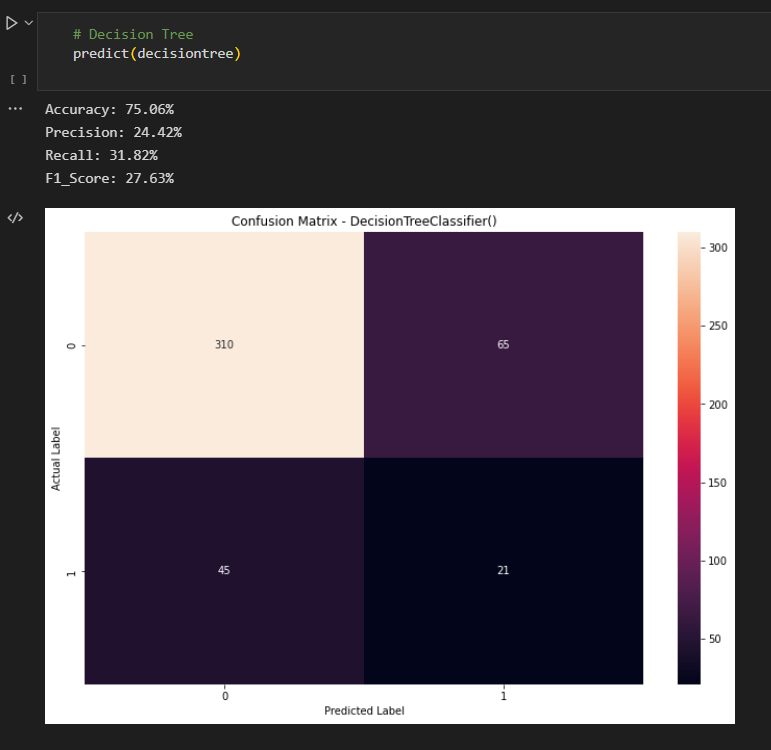 # Decision Tree
predict(decisiontree)
[ ]
Accuracy: 75.06%
Precision: 24.42%
Recall: 31.82%
F1_Score: 27.63%
Confusion Matrix - DecisionTreeClassifier()
300
250
200
150
100
50
Actual Label
0
1
310
65
45
21
0
1
Predicted Label